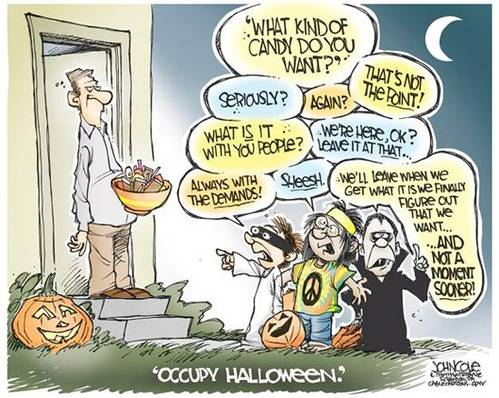 "WHAT KIND OF
CANDY DO YOU
WANT?"
THAT'S NOT
THE POINT!
SERIOUSLY?
AGAIN?
WHAT IS IT
WITH YOU PEOPLE?
WE'RE HERE, OK?
LEAVE IT AT THAT...
ALWAYS WITH
THE DEMANDS!
SHEESH.
WE'LL LEAVE WHEN WE
GET WHAT IT IS WE FINALLY
FIGURE OUT
THAT WE
WANT...
...AND
NOT A
MOMENT
SOONER!
"OCCUPY HALLOWEEN."
JOHN COLE